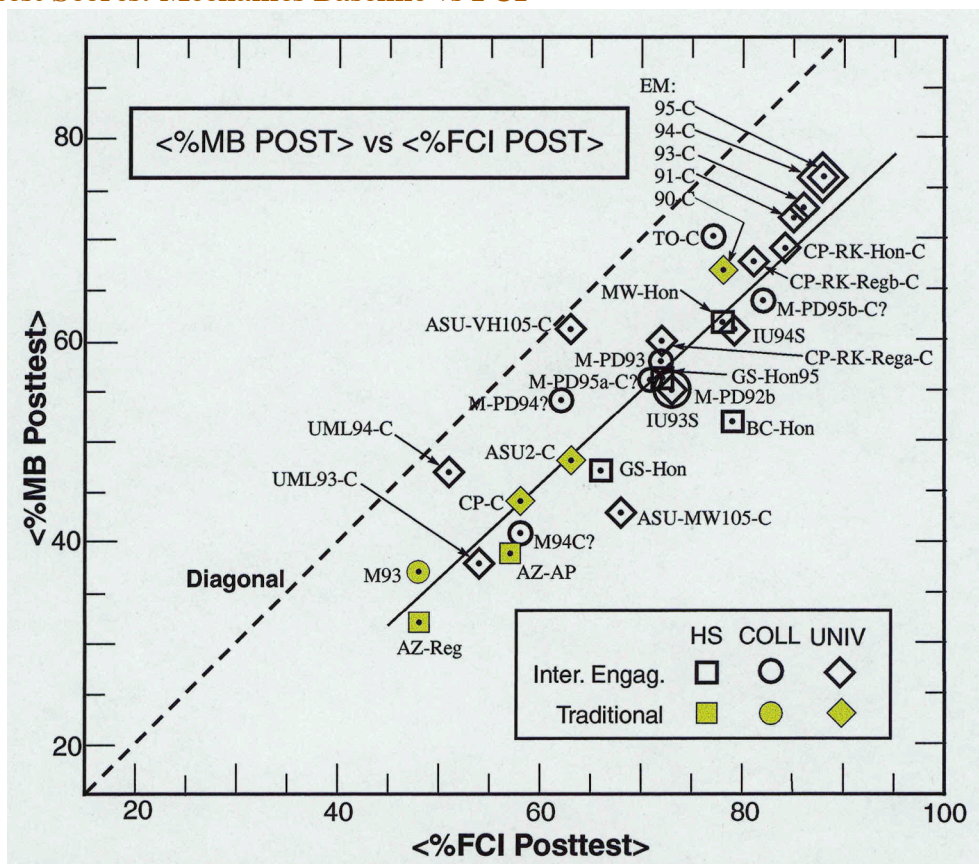 Test Scores: Mechanics Baseline vs FCI
<%MB POST> vs <%FCI POST>
EM:
95-C
94-C
93-C
91-C
90-C
TO-C
CP-RK-Hon-C
CP-RK-Regb-C
MW-Hon
M-PD95b-C?
ASU-VH105-C
IU94S
M-PD93
CP-RK-Rega-C
M-PD95a-C?
GS-Hon95
M-PD94?
M-PD92b
IU93S
BC-Hon
UML94-C
ASU2-C
GS-Hon
UML93-C
CP-C
ASU-MW105-C
M94C?
M93
AZ-AP
Diagonal
AZ-Reg
HS COLL UNIV
Inter. Engag.
Traditional
80
60
40
20
<%MB Posttest>
20 40 60 80 100
<%FCI Posttest>